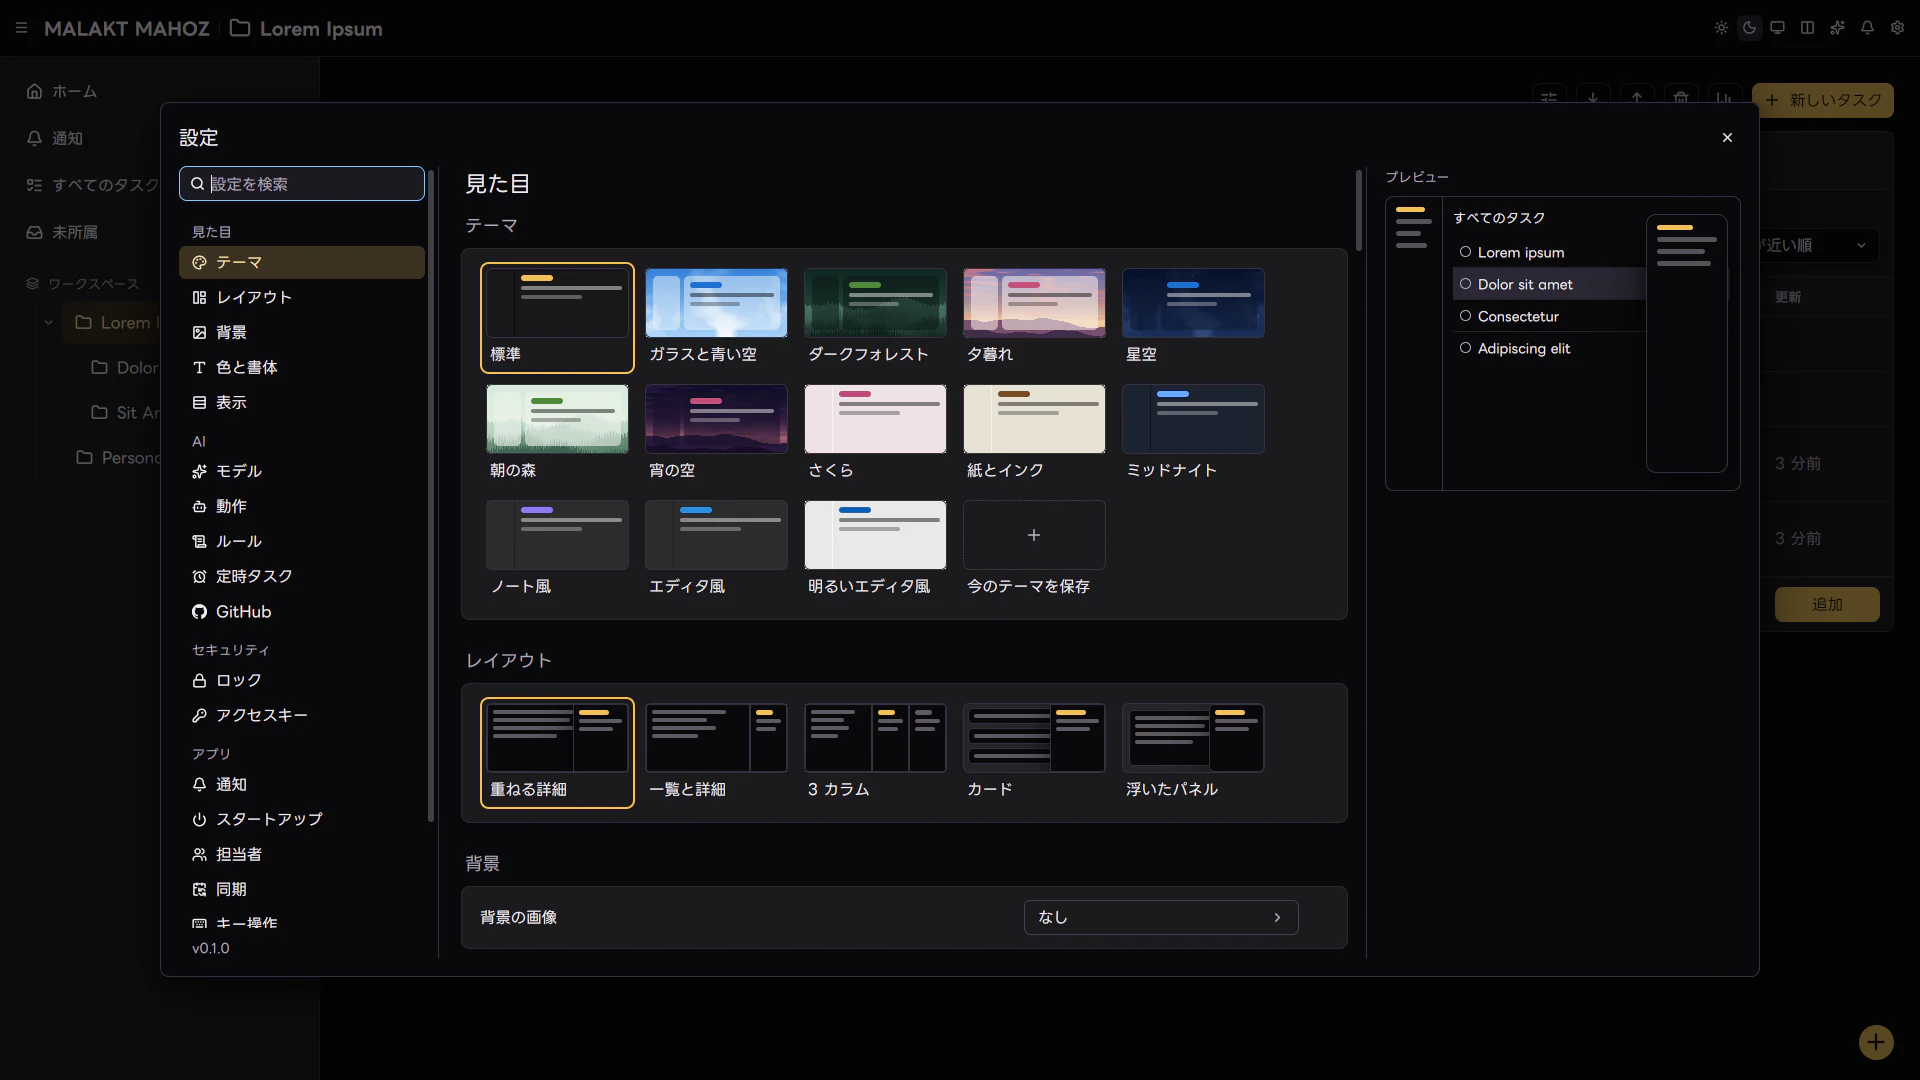 MALAKT MAHOZ
Lorem Ipsum
ホーム
通知
すべてのタスク
未所属
ワークスペース
Lorem I
Dolor
Sit Ar
Persona
新しいタスク
が近い順
更新
3 分前
3 分前
追加
設定
設定を検索
見た目
テーマ
レイアウト
背景
色と書体
表示
AI
モデル
動作
ルール
定時タスク
GitHub
セキュリティ
ロック
アクセスキー
アプリ
通知
スタートアップ
担当者
同期
キー操作
v0.1.0
見た目
テーマ
標準
ガラスと青い空
ダークフォレスト
夕暮れ
星空
朝の森
宵の空
さくら
紙とインク
ミッドナイト
ノート風
エディタ風
明るいエディタ風
今のテーマを保存
レイアウト
重ねる詳細
一覧と詳細
3 カラム
カード
浮いたパネル
背景
背景の画像
なし
プレビュー
すべてのタスク
Lorem ipsum
Dolor sit amet
Consectetur
Adipiscing elit